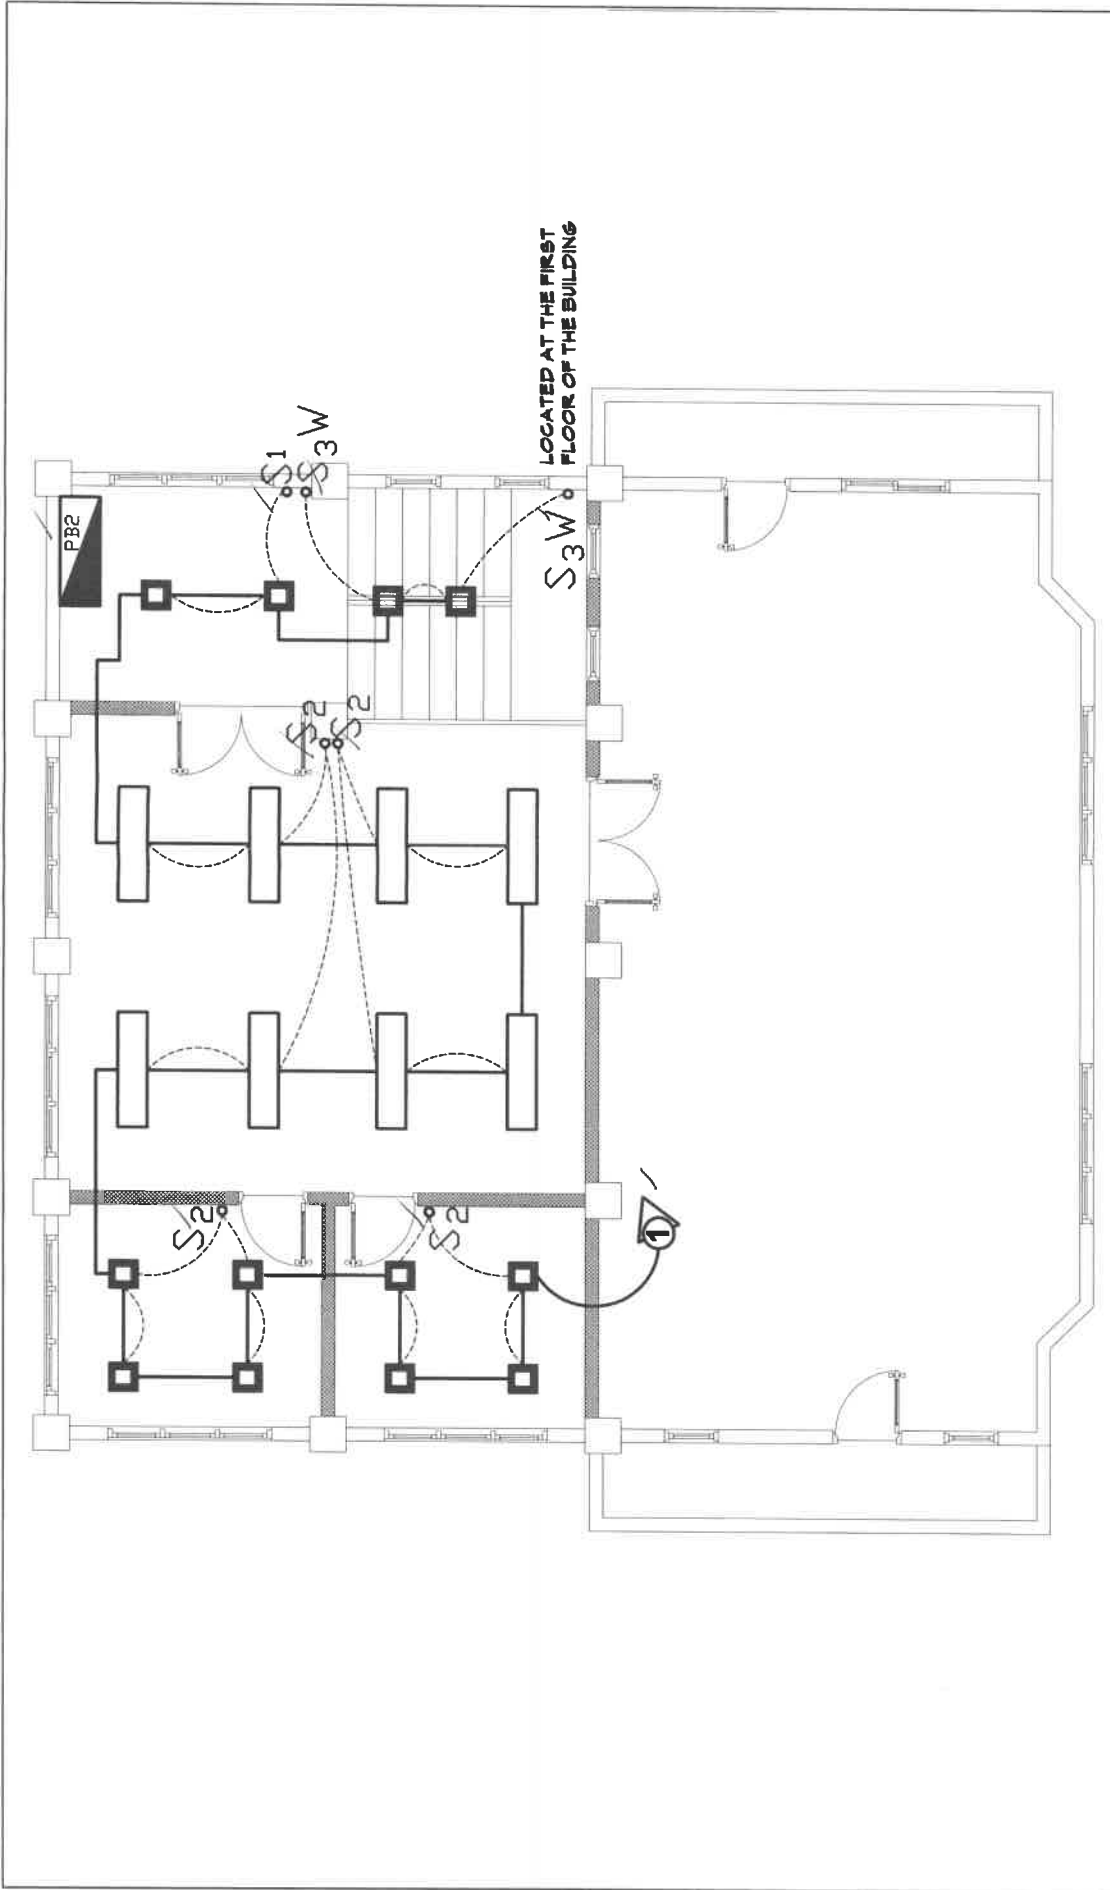 PB2
S1
S3W
LOCATED AT THE FIRST
FLOOR OF THE BUILDING
S3W
S2
S2
S2
S2
1